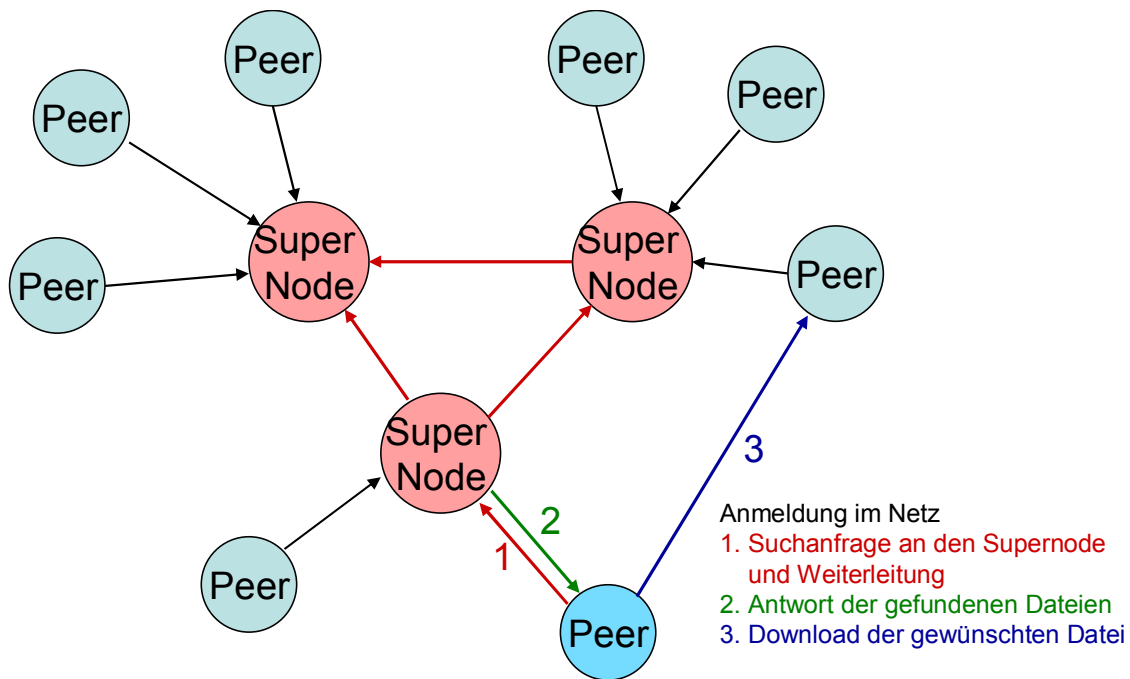 Peer
Peer
Peer
Peer
Super
Node
Super
Node
Peer
Peer
Super
Node
3
2
1
Peer
Peer
Anmeldung im Netz
1. Suchanfrage an den Supernode
und Weiterleitung
2. Antwort der gefundenen Dateien
3. Download der gewünschten Datei